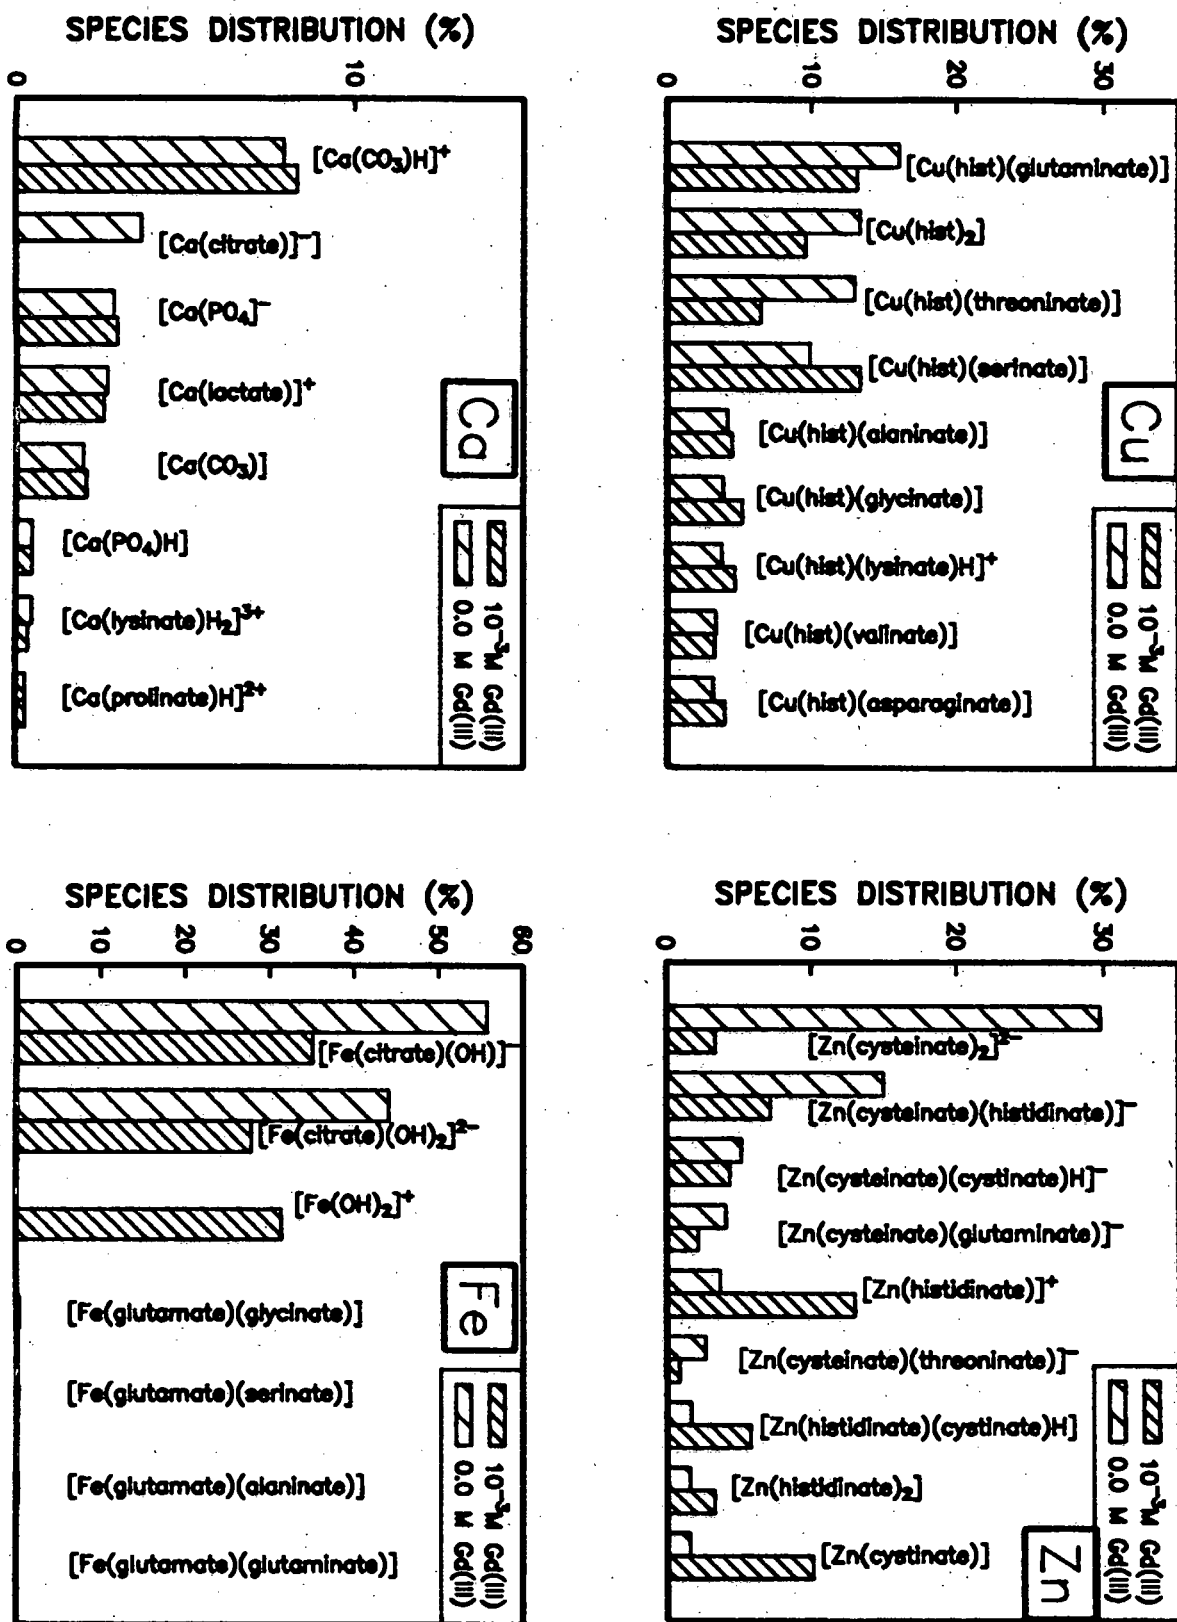 SPECIES DISTRIBUTION (%)
0
10
[Ca(CO₃)H]⁺
[Ca(citrate)]⁻]
[Ca(PO₄]⁻
[Ca(lactate)]⁺
[Ca(CO₃)]
[Ca(PO₄)H]
[Ca(lysinate)H₂]³⁺
[Ca(prolinate)H]²⁺
Ca
10⁻³M Gd(III)
0.0 M Gd(III)
SPECIES DISTRIBUTION (%)
0
10
20
30
[Cu(hist)(glutaminate)]
[Cu(hist)₂]
[Cu(hist)(threoninate)]
[Cu(hist)(serinate)]
[Cu(hist)(alaninate)]
[Cu(hist)(glycinate)]
[Cu(hist)(lysinate)H]⁺
[Cu(hist)(valinate)]
[Cu(hist)(asparaginate)]
Cu
10⁻³M Gd(III)
0.0 M Gd(III)
SPECIES DISTRIBUTION (%)
0
10
20
30
40
50
60
[Fe(citrate)(OH)]⁻
[Fe(citrate)(OH)₂]²⁻
[Fe(OH)₂]⁺
[Fe(glutamate)(glycinate)]
[Fe(glutamate)(serinate)]
[Fe(glutamate)(alaninate)]
[Fe(glutamate)(glutaminate)]
Fe
10⁻³M Gd(III)
0.0 M Gd(III)
SPECIES DISTRIBUTION (%)
0
10
20
30
[Zn(cysteinate)₂]²⁻
[Zn(cysteinate)(histidinate)]⁻
[Zn(cysteinate)(cystinate)H]⁻
[Zn(cysteinate)(glutaminate)]⁻
[Zn(histidinate)]⁺
[Zn(cysteinate)(threoninate)]⁻
[Zn(histidinate)(cystinate)H]
[Zn(histidinate)₂]
[Zn(cystinate)]
10⁻³M Gd(III)
0.0 M Gd(III)
Zn